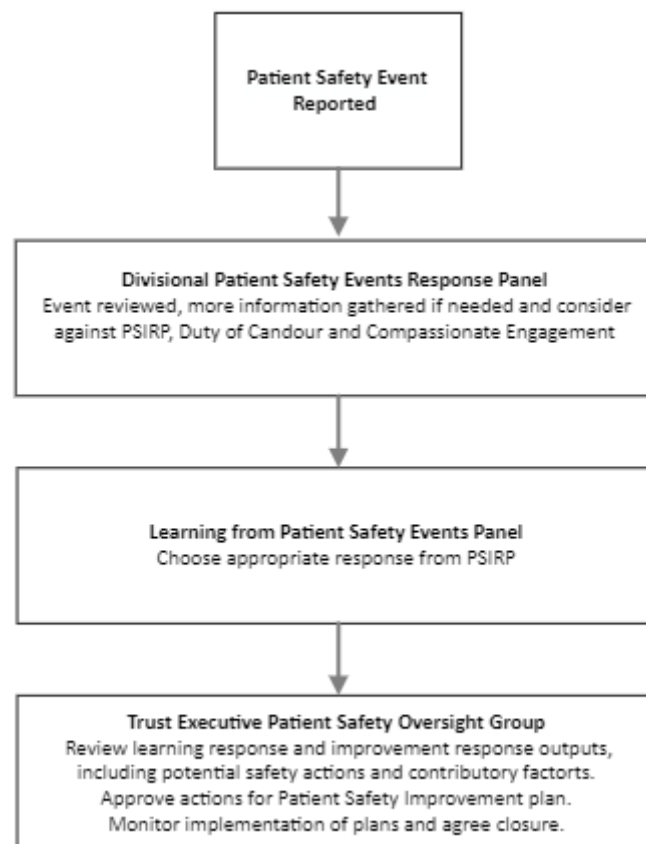 Patient Safety Event
Reported
Divisional Patient Safety Events Response Panel
Event reviewed, more information gathered if needed and consider
against PSIRP, Duty of Candour and Compassionate Engagement
Learning from Patient Safety Events Panel
Choose appropriate response from PSIRP
Trust Executive Patient Safety Oversight Group
Review learning response and improvement response outputs,
including potential safety actions and contributory factorts.
Approve actions for Patient Safety Improvement plan.
Monitor implementation of plans and agree closure.